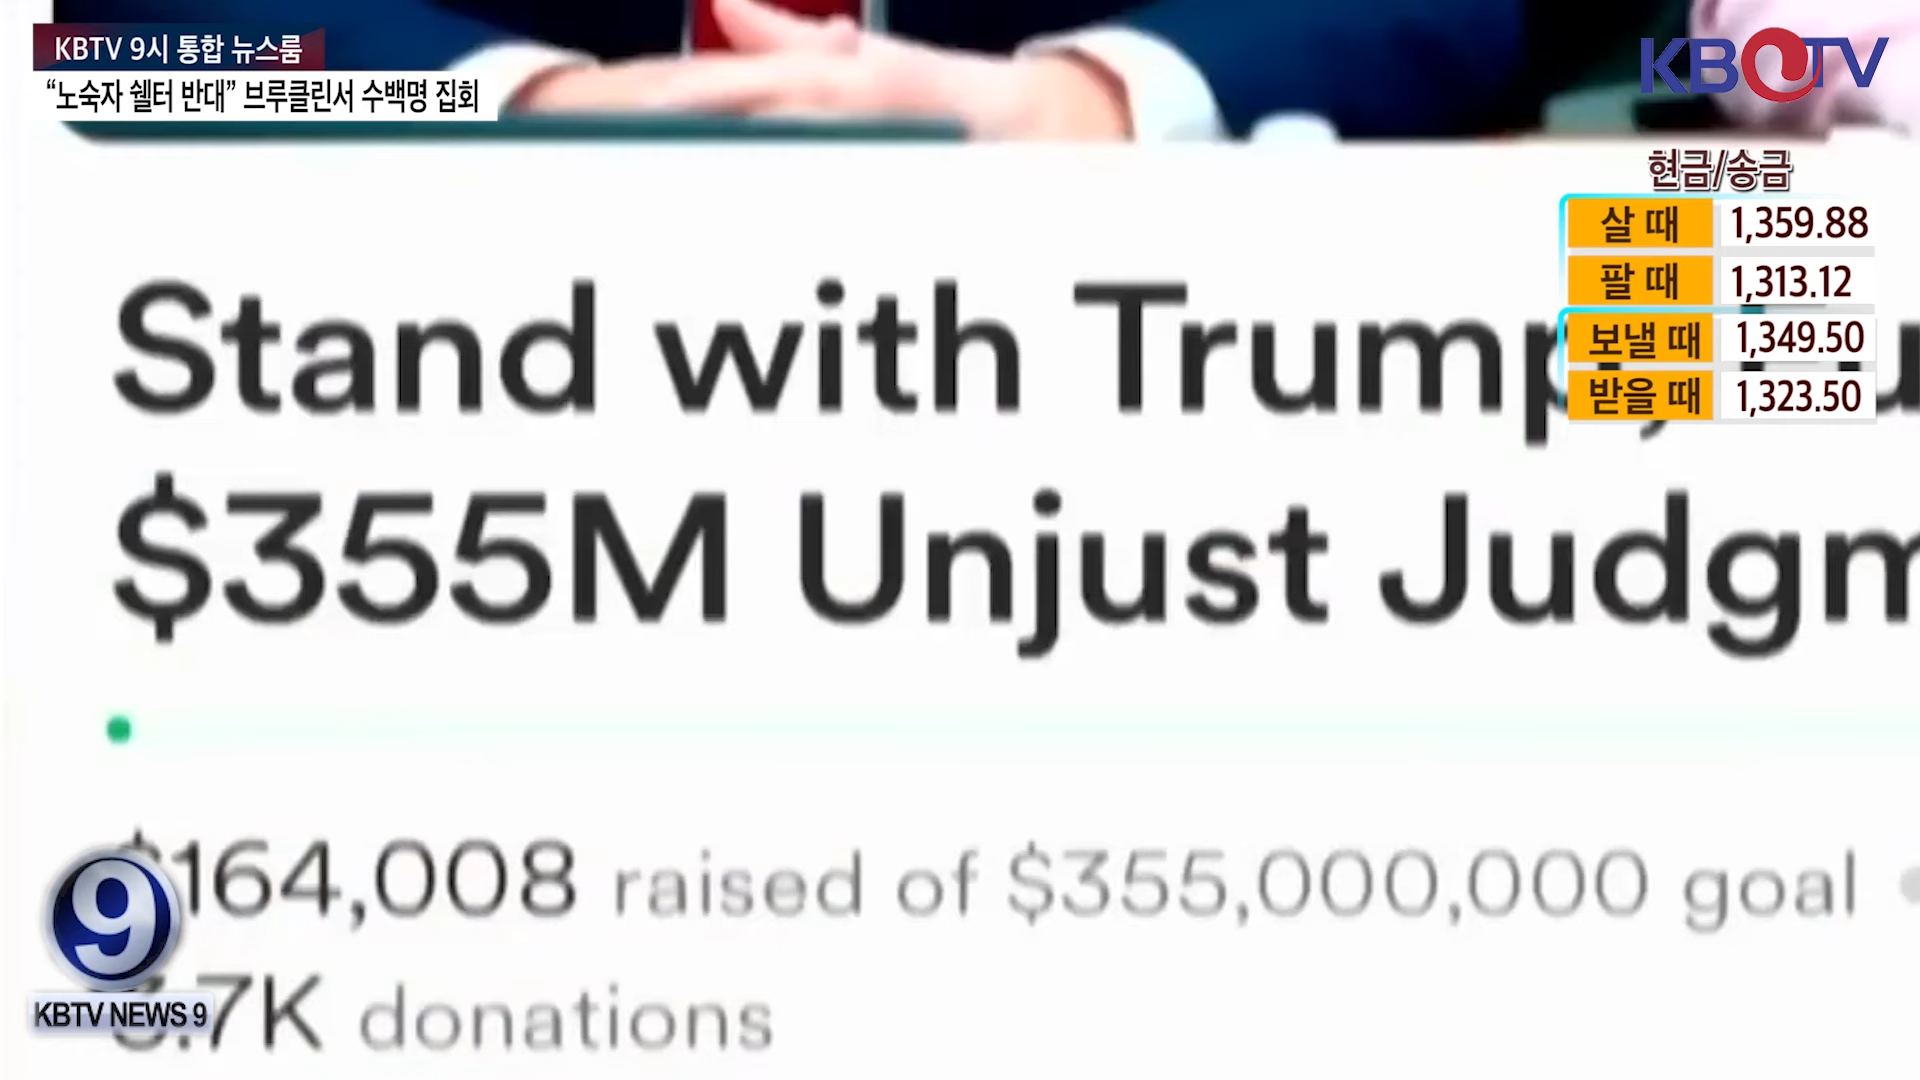 KBTV 9시 통합 뉴스룸
“노숙자 쉘터 반대” 브루클린서 수백명 집회
KBTV
현금/송금
살 때 1,359.88
팔 때 1,313.12
보낼 때 1,349.50
받을 때 1,323.50
Stand with Trump,
$355M Unjust Judgm
$164,008 raised of $355,000,000 goal
.7K donations
9
KBTV NEWS 9